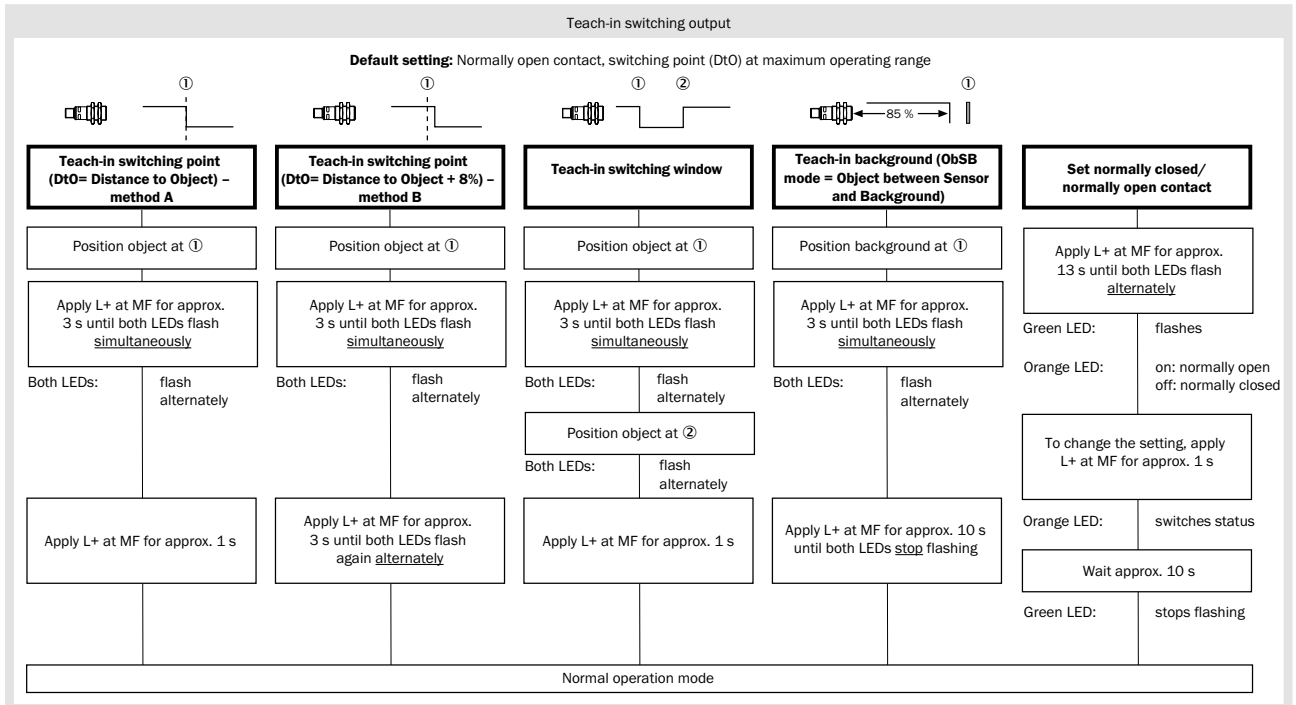 Teach-in switching output
Default setting: Normally open contact, switching point (DtO) at maximum operating range
①
① ②
①
①
85 %
Teach-in switching point
(DtO= Distance to Object) –
method A
Position object at ①
Apply L+ at MF for approx.
3 s until both LEDs flash
simultaneously
Both LEDs: flash
alternately
Apply L+ at MF for approx. 1 s
Teach-in switching point
(DtO= Distance to Object + 8%) –
method B
Position object at ①
Apply L+ at MF for approx.
3 s until both LEDs flash
simultaneously
Both LEDs: flash
alternately
Apply L+ at MF for approx.
3 s until both LEDs flash
again alternately
Teach-in switching window
Position object at ①
Apply L+ at MF for approx.
3 s until both LEDs flash
simultaneously
Both LEDs: flash
alternately
Position object at ②
Both LEDs: flash
alternately
Apply L+ at MF for approx. 1 s
Teach-in background (ObSB
mode = Object between Sensor
and Background)
Position background at ①
Apply L+ at MF for approx.
3 s until both LEDs flash
simultaneously
Both LEDs: flash
alternately
Apply L+ at MF for approx. 10 s
until both LEDs stop flashing
Set normally closed/
normally open contact
Apply L+ at MF for approx.
13 s until both LEDs flash
alternately
Green LED: flashes
Orange LED: on: normally open
off: normally closed
To change the setting, apply
L+ at MF for approx. 1 s
Orange LED: switches status
Wait approx. 10 s
Green LED: stops flashing
Normal operation mode